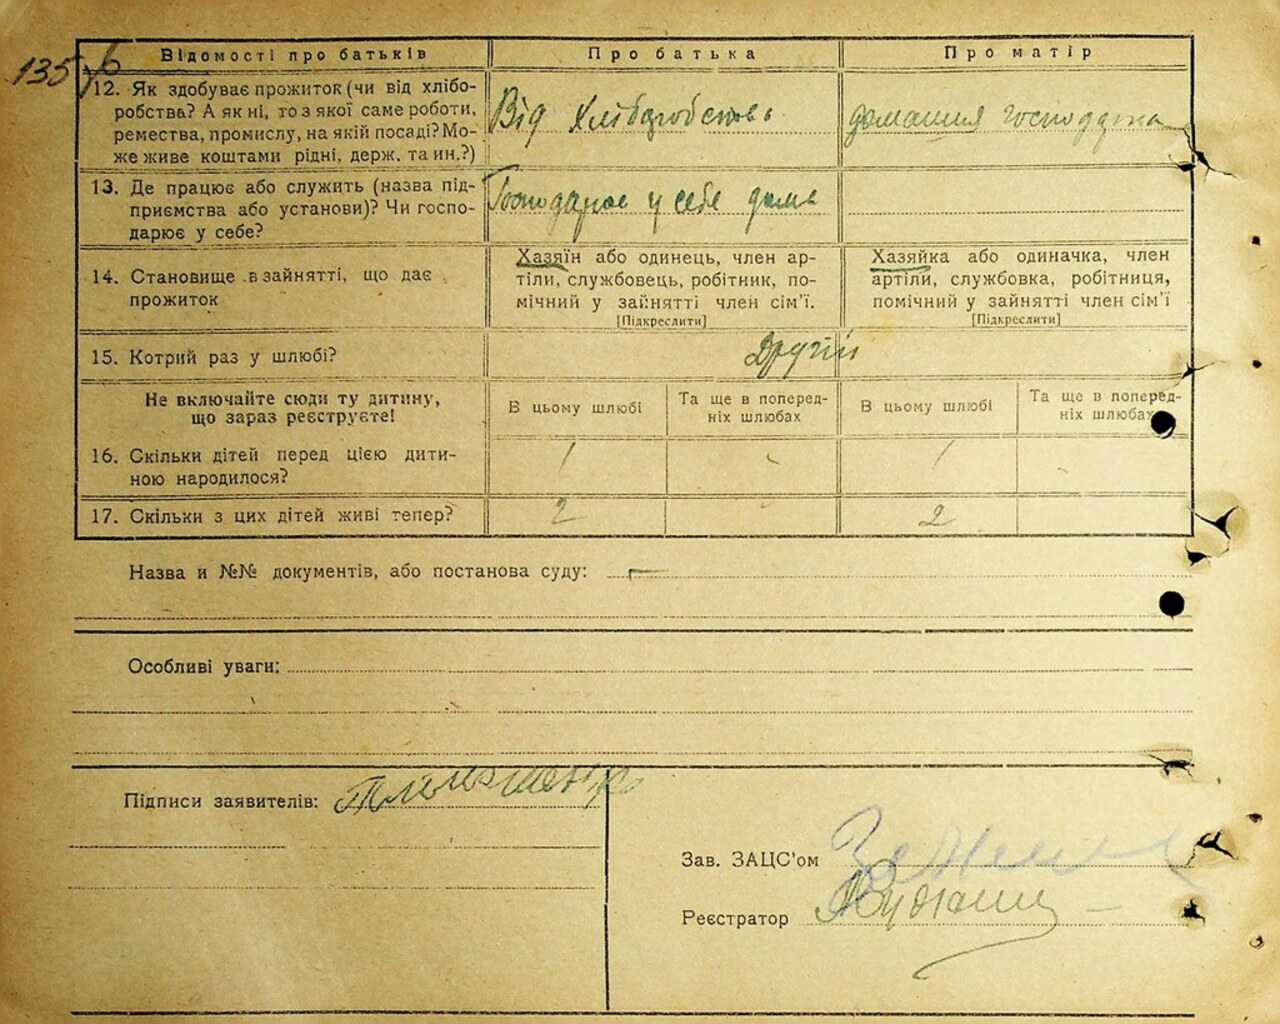 135
Відомості про батьків Про батька Про матір
12. Як здобуває прожиток (чи від хлібо-
робства? А як ні, то з якої саме роботи,
ремества, промислу, на якій посаді? Мо-
же живе коштами рідні, держ. та ин.?)
Від Хліборобства
домашня господарка
13. Де працює або служить (назва під-
приємства або установи)? Чи госпо-
дарює у себе?
Господарює у себе дома
14. Становище в зайнятті, що дає
прожиток
Хазяїн або одинець, член ар-
тіли, службовець, робітник, по-
мічний у зайнятті член сім'ї.
[Підкреслити]
Хазяйка або одиначка, член
артіли, службовка, робітниця,
помічний у зайнятті член сім'ї
[Підкреслити]
15. Котрий раз у шлюбі? Другий
Не включайте сюди ту дитину,
що зараз реєструєте!
В цьому шлюбі
Та ще в поперед-
ніх шлюбах
В цьому шлюбі
Та ще в поперед-
ніх шлюбах
16. Скільки дітей перед цією дити-
ною народилося?
17. Скільки з цих дітей живі тепер? 2 2
Назва и №№ документів, або постанова суду:
Особливі уваги:
Підписи заявителів:
Зав. ЗАЦС'ом
Реєстратор